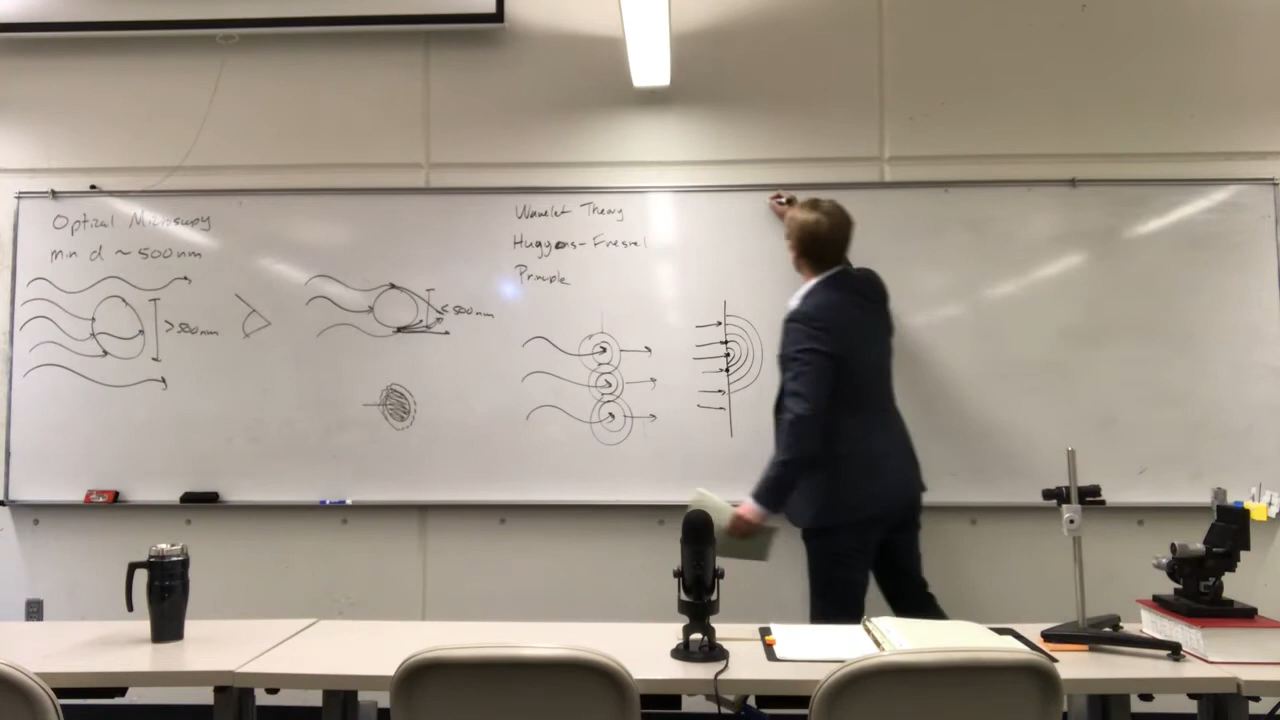 Optical Microscopy
min d ~ 500nm
>500nm
<500nm
Wavelet Theory
Huygens-Fresnel
Principle